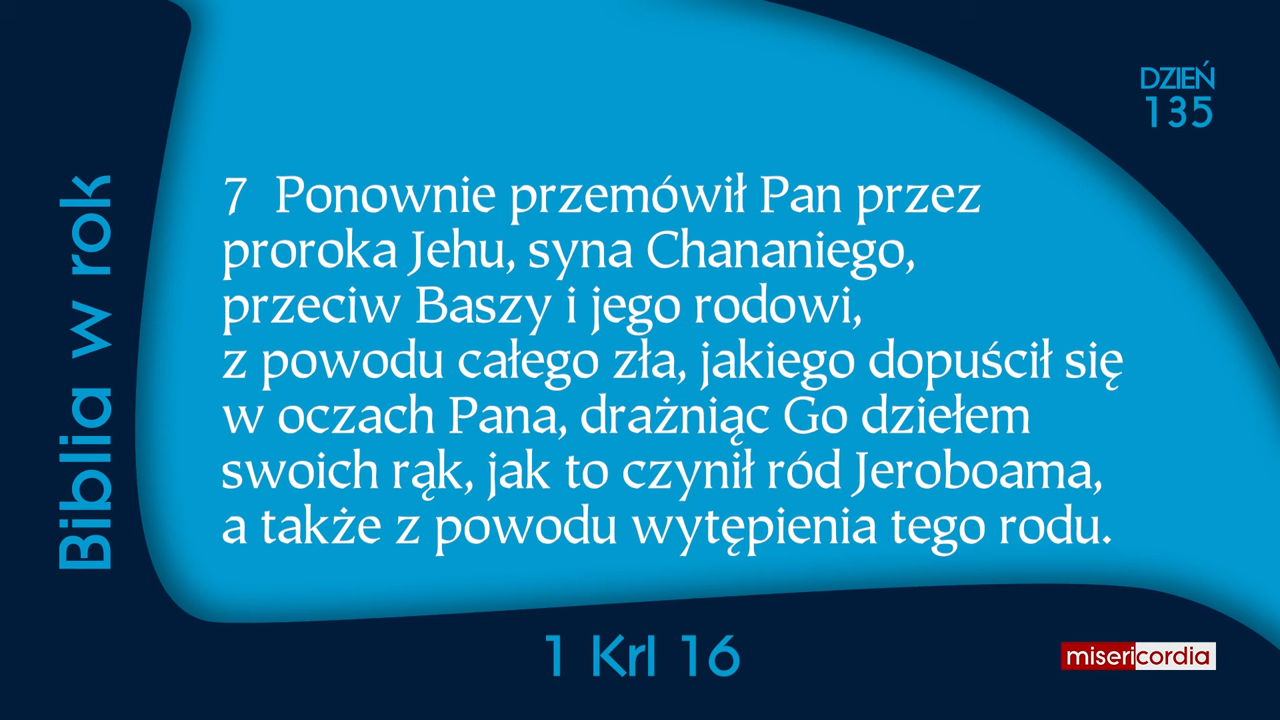 DZIEŃ
135
Biblia w rok
7 Ponownie przemówił Pan przez
proroka Jehu, syna Chananiego,
przeciw Baszy i jego rodowi,
z powodu całego zła, jakiego dopuścił się
w oczach Pana, drażniąc Go dziełem
swoich rąk, jak to czynił ród Jeroboama,
a także z powodu wytępienia tego rodu.
1 Krl 16
misericordia